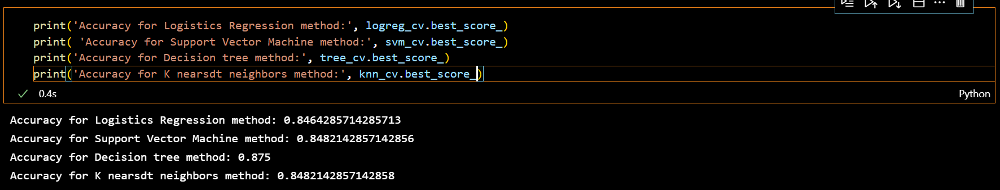 print('Accuracy for Logistics Regression method:', logreg_cv.best_score_)
print( 'Accuracy for Support Vector Machine method:', svm_cv.best_score_)
print('Accuracy for Decision tree method:', tree_cv.best_score_)
print('Accuracy for K nearsdt neighbors method:', knn_cv.best_score_)
0.4s
Python
Accuracy for Logistics Regression method: 0.8464285714285713
Accuracy for Support Vector Machine method: 0.8482142857142856
Accuracy for Decision tree method: 0.875
Accuracy for K nearsdt neighbors method: 0.8482142857142858